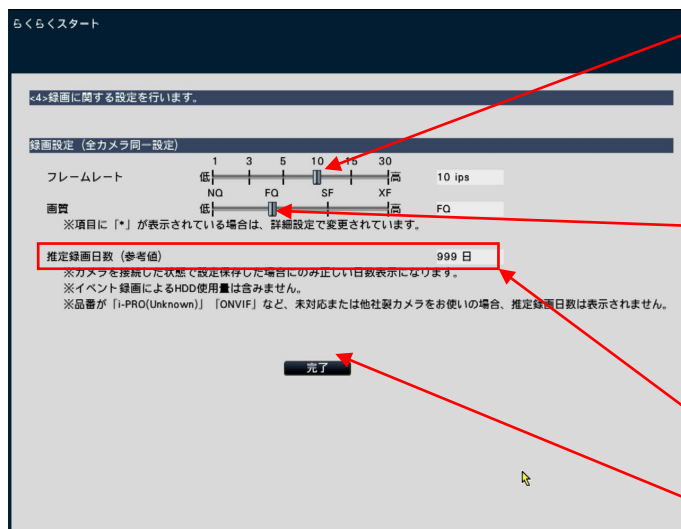 らくらくスタート
<4>録画に関する設定を行います。
録画設定（全カメラ同一設定）
1 3 5 10 15 30
フレームレート 低 高 10 ips
NQ FQ SF XF
画質 低 高 FQ
※項目に「*」が表示されている場合は、詳細設定で変更されています。
推定録画日数（参考値） 999 日
※カメラを接続した状態で設定保存した場合にのみ正しい日数表示になります。
※イベント録画によるHDD使用量は含みません。
※品番が「i-PRO(Unknown)」「ONVIF」など、未対応または他社製カメラをお使いの場合、推定録画日数は表示されません。
完了